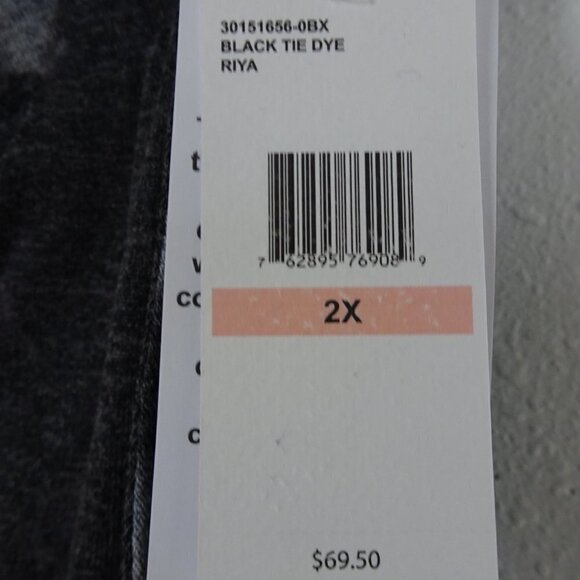 30151656-0BX
BLACK TIE DYE
RIYA
7 62895 76908 9
2X
$69.50